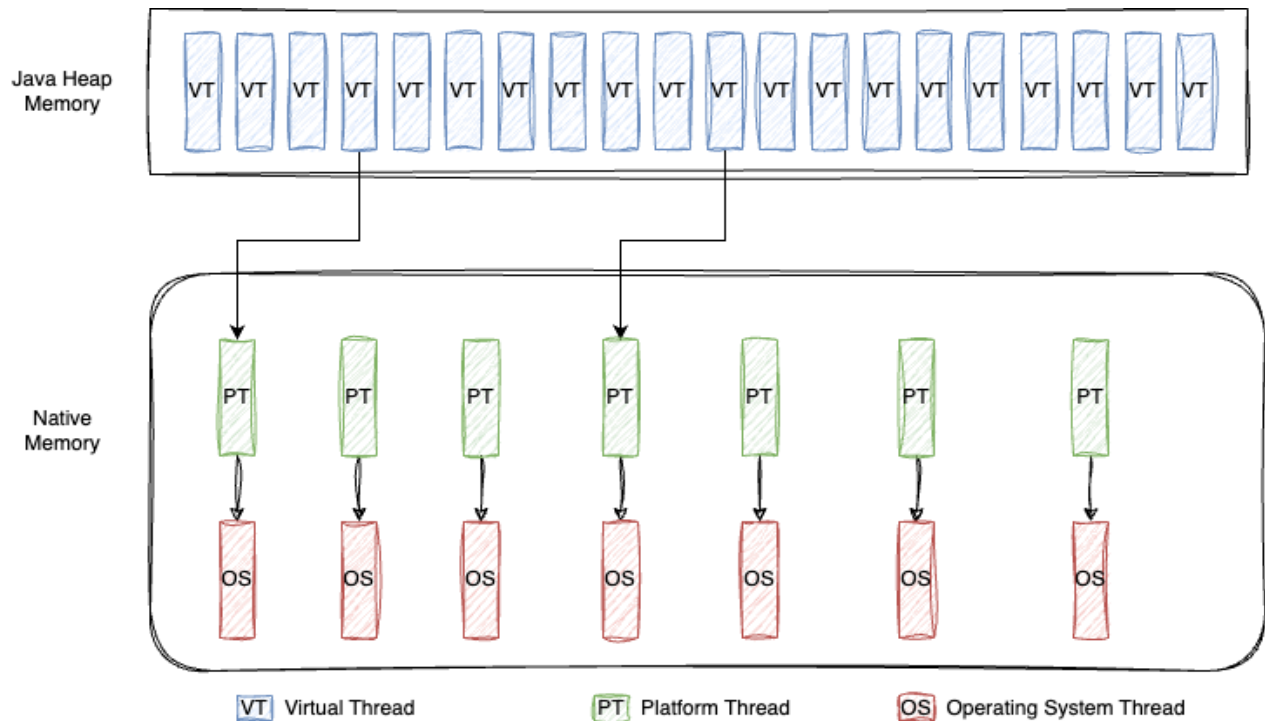 Java Heap
Memory
VT VT VT VT VT VT VT VT VT VT VT VT VT VT VT VT VT VT VT VT
Native
Memory
PT PT PT PT PT PT PT
OS OS OS OS OS OS OS
VT Virtual Thread PT Platform Thread OS Operating System Thread